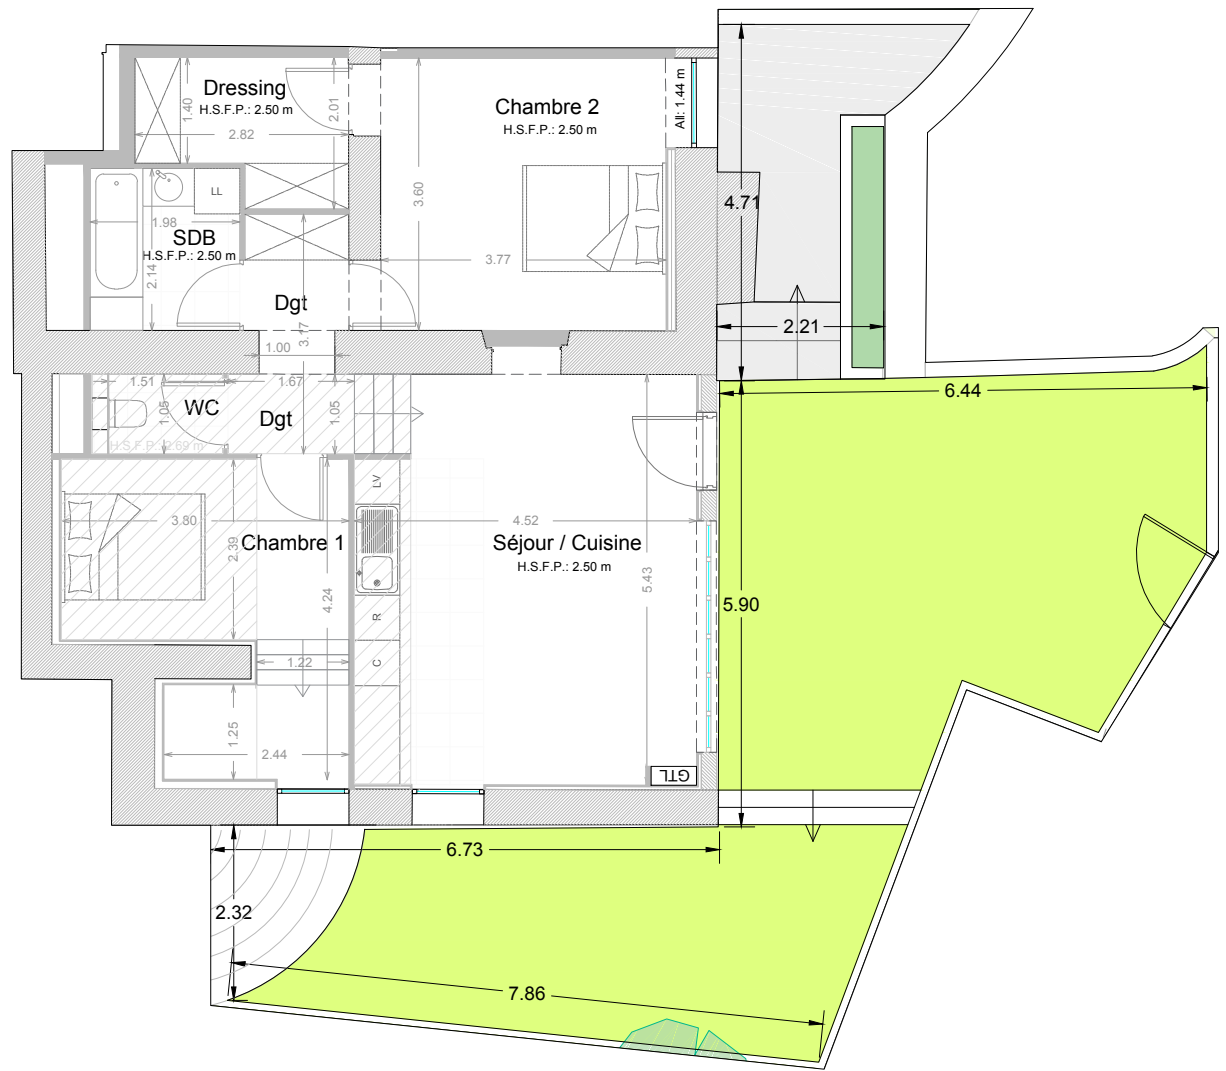 Dressing
H.S.F.P.: 2.50 m
1.40
2.82
2.01
Chambre 2
H.S.F.P.: 2.50 m
All: 1.44 m
3.60
3.77
4.71
LL
1.98
SDB
H.S.F.P.: 2.50 m
2.14
Dgt
3.17
1.00
2.21
6.44
1.51
1.67
WC
1.05
H.S.F.P.: 2.69 m
Dgt
1.05
LV
3.80
Chambre 1
2.39
4.24
4.52
Séjour / Cuisine
H.S.F.P.: 2.50 m
5.43
5.90
R
C
1.22
1.25
2.44
GTL
6.73
2.32
7.86